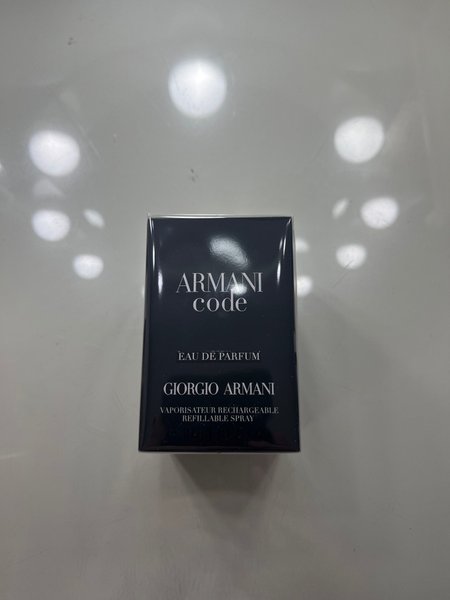 ARMANI
code
EAU DE PARFUM
GIORGIO ARMANI
VAPORISATEUR RECHARGEABLE
REFILLABLE SPRAY